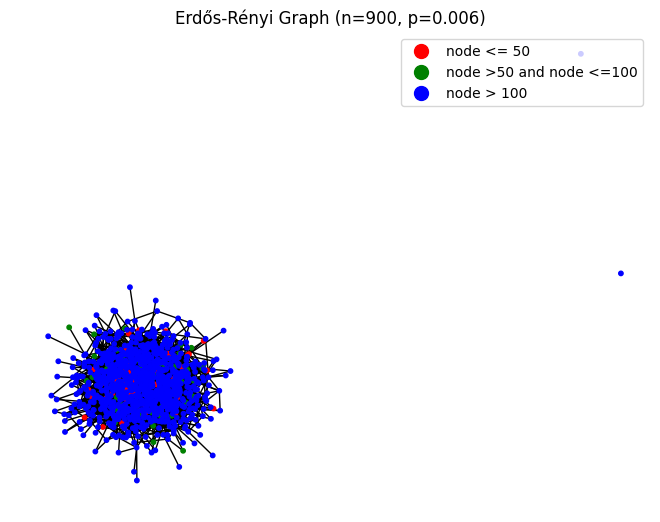 Erdős-Rényi Graph (n=900, p=0.006)
node <= 50
node >50 and node <=100
node > 100